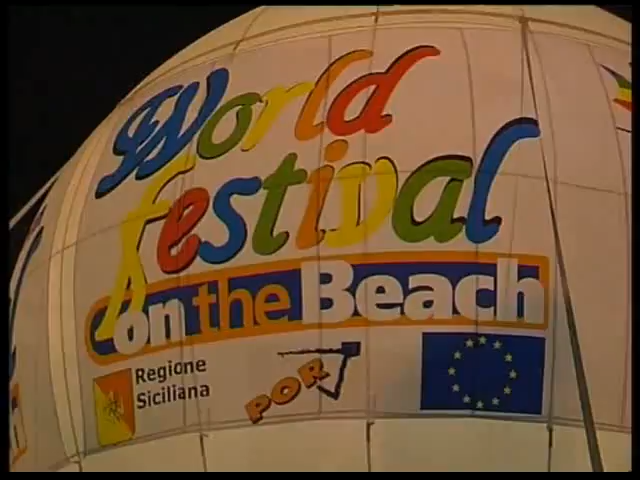 World
festival
on the Beach
Regione
Siciliana
POR